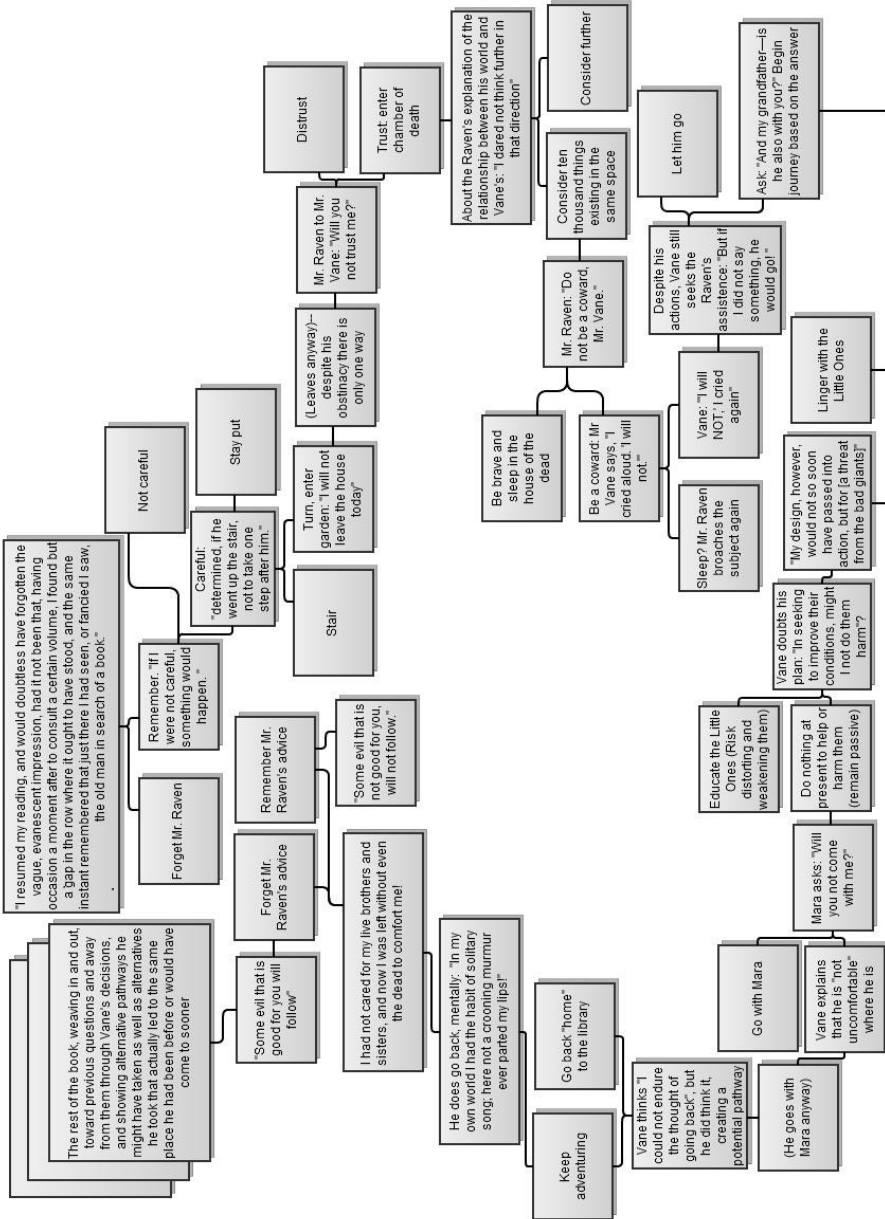 "I resumed my reading, and would doubtless have forgotten the
vague, evanescent impression, had it not been that, having
occasion a moment after to consult a certain volume, I found but
a gap in the row where it ought to have stood, and the same
instant remembered that just there I had seen, or fancied I saw,
the old man in search of a book."
.
Forget Mr. Raven
Remember. "If I
were not careful,
something would
happen. "
Not careful
Careful:
"determined, if he
went up the stair,
not to take one
step after him."
Stay put
Stair
Turn, enter
garden: "I will not
leave the house
today"
(Leaves anyway)--
despite his
obstinacy there is
only one way
Mr. Raven to Mr.
Vane: "Will you
not trust me?"
Distrust
Trust: enter
chamber of
death
About the Raven's explanation of the
relationship between his world and
Vane's: "I dared not think further in
that direction"
Consider ten
thousand things
existing in the
same space
Consider further
Mr. Raven: "Do
not be a coward,
Mr. Vane."
Be brave and
sleep in the
house of the
dead
Be a coward: Mr
Vane says, "I
cried aloud. 'I will
not.'"
Sleep? Mr. Raven
broaches the
subject again
Vane: "I will
NOT,' I cried
again"
Despite his
actions, Vane still
seeks the
Raven's
assistence: "But if
I did not say
something, he
would go! "
Let him go
Ask: "And my grandfather—is
he also with you?" Begin
journey based on the answer
Linger with the
Little Ones
"My design, however,
would not so soon
have passed into
action, but for [a threat
from the bad giants]"
Vane doubts his
plan: "In seeking
to improve their
conditions, might
I not do them
harm"?
Educate the Little
Ones (Risk
distorting and
weakening them)
Do nothing at
present to help or
harm them
(remain passive)
Mara asks: "Will
you not come
with me?"
Go with Mara
Vane explains
that he is "not
uncomfortable"
where he is
(He goes with
Mara anyway)
Vane thinks "I
could not endure
the thought of
going back", but
he did think it,
creating a
potential pathway
Keep
adventuring
Go back "home"
to the library
He does go back, mentally: "In my
own world I had the habit of solitary
song; here not a crooning murmur
ever parted my lips!"
I had not cared for my live brothers and
sisters, and now I was left without even
the dead to comfort me!
Forget Mr.
Raven's advice
Remember Mr.
Raven's advice
"Some evil that is
good for you will
follow"
"Some evil that is
not good for you,
will not follow."
The rest of the book, weaving in and out,
toward previous questions and away
from them through Vane's decisions,
and showing alternative pathways he
might have taken as well as alternatives
he took that actually led to the same
place he had been before or would have
come to sooner